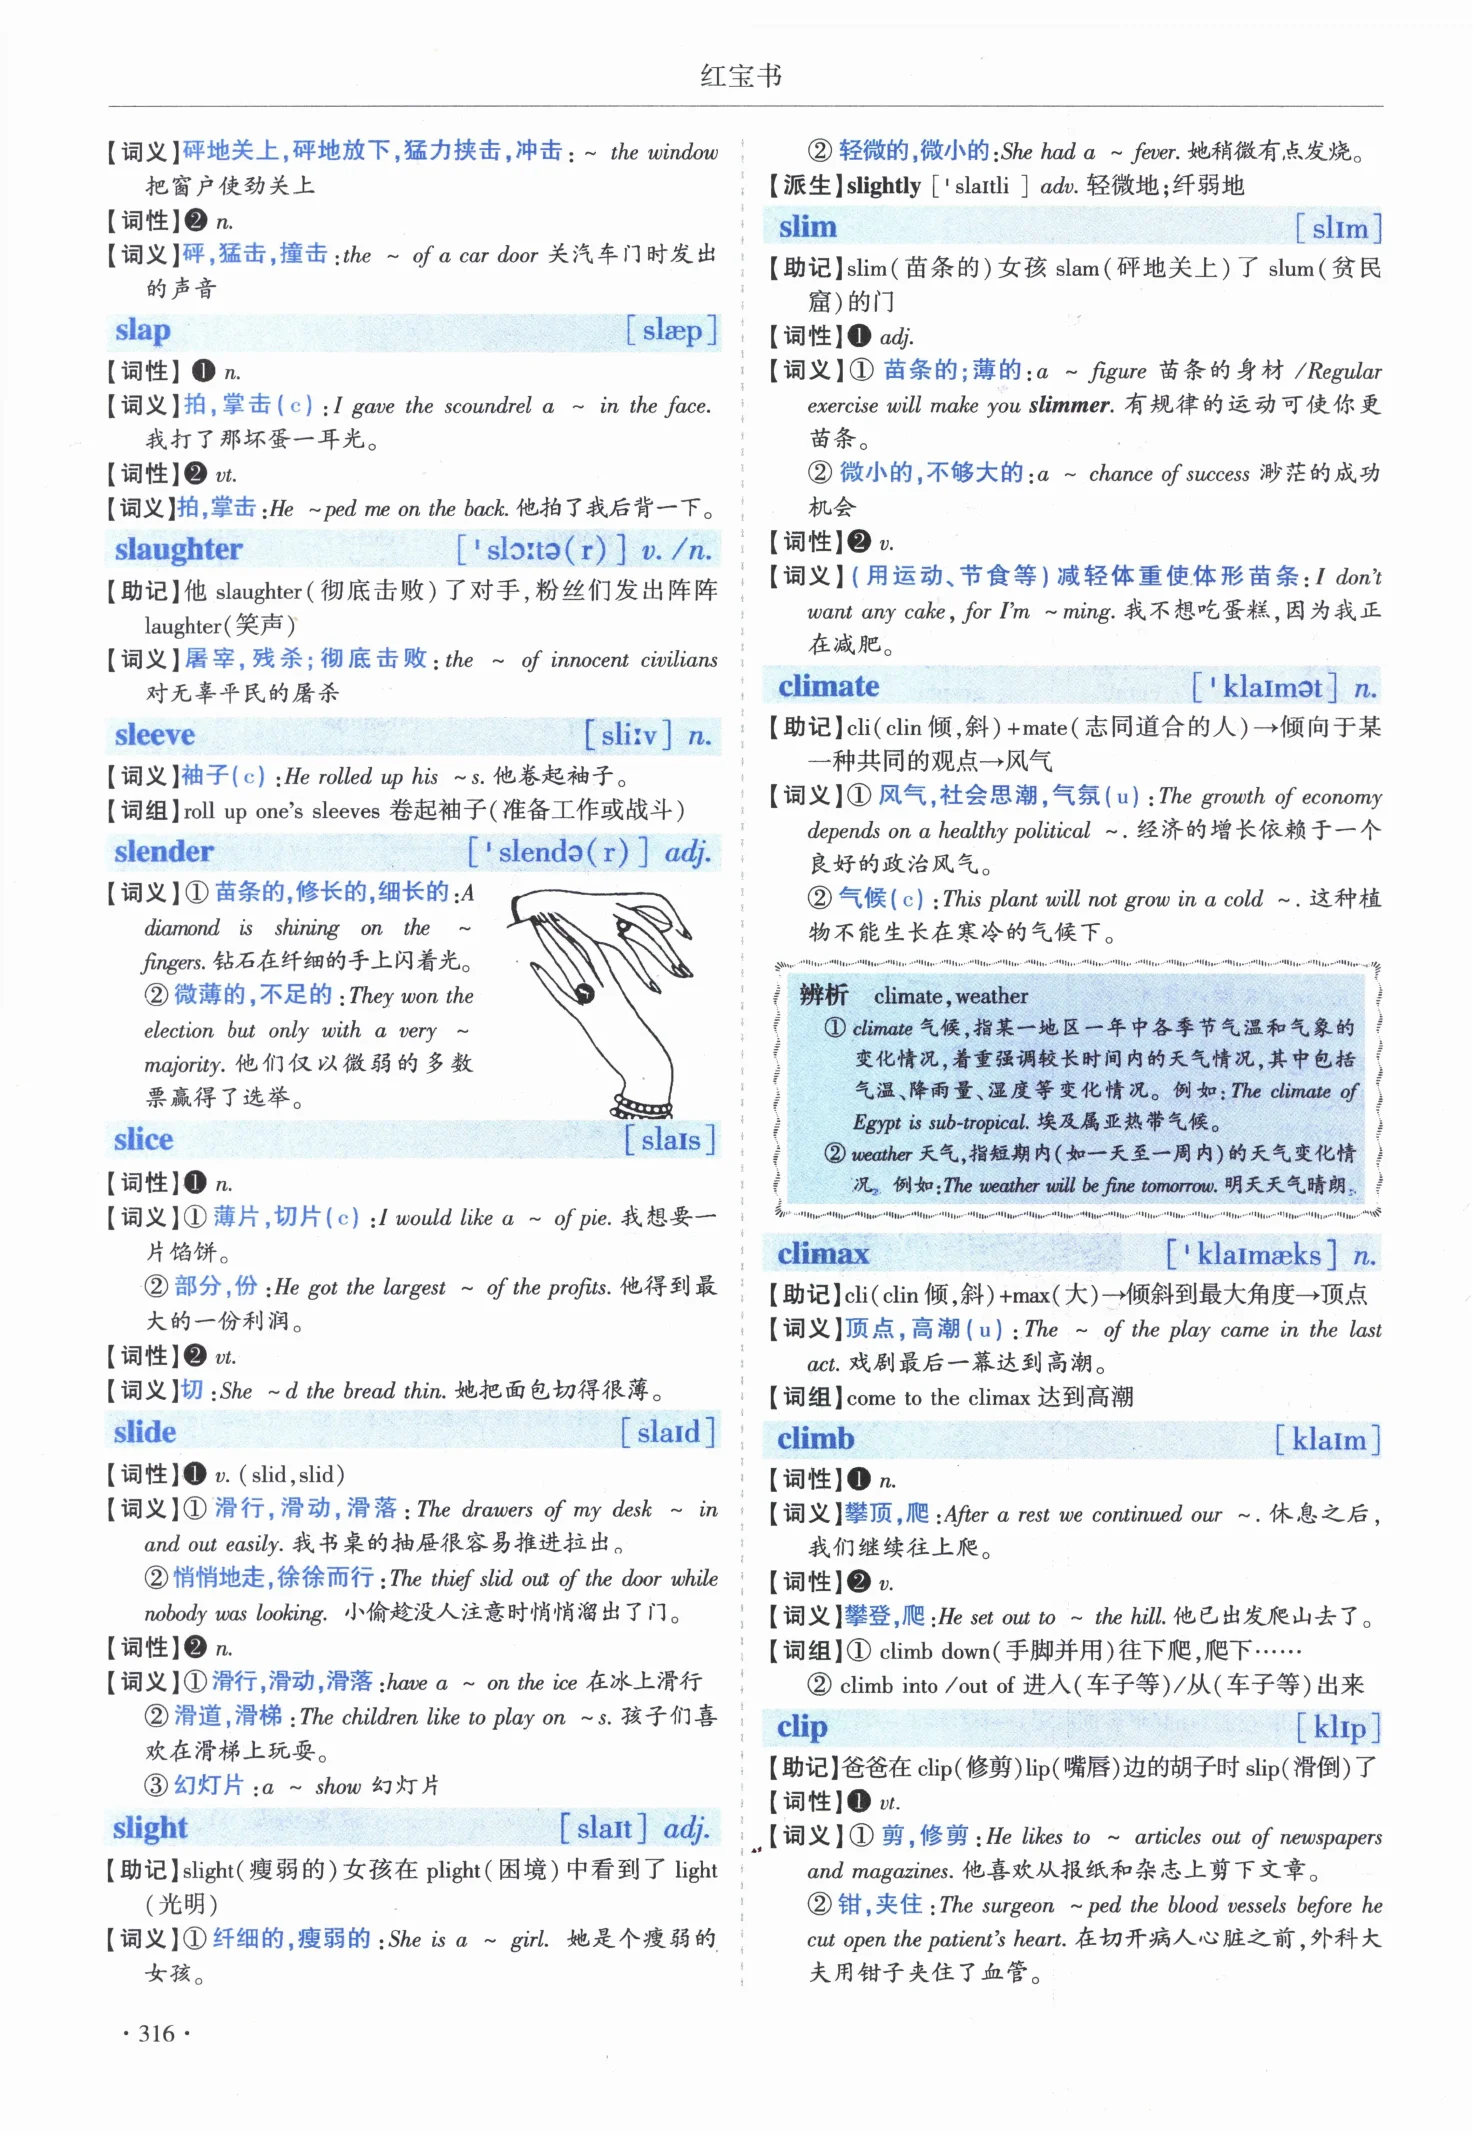 红宝书
【词义】砰地关上,砰地放下,猛力挟击,冲击: ~ the window
把窗户使劲关上
【词性】❷ n.
【词义】砰,猛击,撞击:the ~ of a car door 关汽车门时发出
的声音
slap [slæp]
【词性】❶ n.
【词义】拍,掌击(c):I gave the scoundrel a ~ in the face.
我打了那坏蛋一耳光。
【词性】❷ vt.
【词义】拍,掌击:He ~ped me on the back. 他拍了我后背一下。
slaughter [ˈslɔːtə(r)] v. /n.
【助记】他 slaughter(彻底击败)了对手,粉丝们发出阵阵
laughter(笑声)
【词义】屠宰,残杀;彻底击败:the ~ of innocent civilians
对无辜平民的屠杀
sleeve [sliːv] n.
【词义】袖子(c):He rolled up his ~s. 他卷起袖子。
【词组】roll up one's sleeves 卷起袖子(准备工作或战斗)
slender [ˈslendə(r)] adj.
【词义】① 苗条的,修长的,细长的:A
diamond is shining on the ~
fingers. 钻石在纤细的手上闪着光。
② 微薄的,不足的:They won the
election but only with a very ~
majority. 他们仅以微弱的多数
票赢得了选举。
slice [slaɪs]
【词性】❶ n.
【词义】① 薄片,切片(c):I would like a ~ of pie. 我想要一
片馅饼。
② 部分,份:He got the largest ~ of the profits. 他得到最
大的一份利润。
【词性】❷ vt.
【词义】切:She ~d the bread thin. 她把面包切得很薄。
slide [slaɪd]
【词性】❶ v. (slid,slid)
【词义】① 滑行,滑动,滑落:The drawers of my desk ~ in
and out easily. 我书桌的抽屉很容易推进拉出。
② 悄悄地走,徐徐而行:The thief slid out of the door while
nobody was looking. 小偷趁没人注意时悄悄溜出了门。
【词性】❷ n.
【词义】① 滑行,滑动,滑落:have a ~ on the ice 在冰上滑行
② 滑道,滑梯:The children like to play on ~s. 孩子们喜
欢在滑梯上玩耍。
③ 幻灯片:a ~ show 幻灯片
slight [slaɪt] adj.
【助记】slight(瘦弱的)女孩在 plight(困境)中看到了 light
(光明)
【词义】① 纤细的,瘦弱的:She is a ~ girl. 她是个瘦弱的
女孩。
· 316 ·
② 轻微的,微小的:She had a ~ fever. 她稍微有点发烧。
【派生】slightly [ˈslaɪtli] adv. 轻微地;纤弱地
slim [slɪm]
【助记】slim(苗条的)女孩 slam(砰地关上)了 slum(贫民
窟)的门
【词性】❶ adj.
【词义】① 苗条的;薄的:a ~ figure 苗条的身材 /Regular
exercise will make you slimmer. 有规律的运动可使你更
苗条。
② 微小的,不够大的:a ~ chance of success 渺茫的成功
机会
【词性】❷ v.
【词义】(用运动、节食等)减轻体重使体形苗条:I don't
want any cake, for I'm ~ming. 我不想吃蛋糕,因为我正
在减肥。
climate [ˈklaɪmət] n.
【助记】cli(clin 倾,斜)+mate(志同道合的人)→倾向于某
一种共同的观点→风气
【词义】① 风气,社会思潮,气氛(u):The growth of economy
depends on a healthy political ~. 经济的增长依赖于一个
良好的政治风气。
② 气候(c):This plant will not grow in a cold ~. 这种植
物不能生长在寒冷的气候下。
辨析 climate, weather
① climate 气候,指某一地区一年中各季节气温和气象的
变化情况,着重强调较长时间内的天气情况,其中包括
气温、降雨量、湿度等变化情况。例如:The climate of
Egypt is sub-tropical. 埃及属亚热带气候。
② weather 天气,指短期内(如一天至一周内)的天气变化情
况。例如:The weather will be fine tomorrow. 明天天气晴朗。
climax [ˈklaɪmæks] n.
【助记】cli(clin 倾,斜)+max(大)→倾斜到最大角度→顶点
【词义】顶点,高潮(u):The ~ of the play came in the last
act. 戏剧最后一幕达到高潮。
【词组】come to the climax 达到高潮
climb [klaɪm]
【词性】❶ n.
【词义】攀顶,爬:After a rest we continued our ~. 休息之后,
我们继续往上爬。
【词性】❷ v.
【词义】攀登,爬:He set out to ~ the hill. 他已出发爬山去了。
【词组】① climb down(手脚并用)往下爬,爬下……
② climb into /out of 进入(车子等)/从(车子等)出来
clip [klɪp]
【助记】爸爸在 clip(修剪)lip(嘴唇)边的胡子时 slip(滑倒)了
【词性】❶ vt.
【词义】① 剪,修剪:He likes to ~ articles out of newspapers
and magazines. 他喜欢从报纸和杂志上剪下文章。
② 钳,夹住:The surgeon ~ped the blood vessels before he
cut open the patient's heart. 在切开病人心脏之前,外科大
夫用钳子夹住了血管。